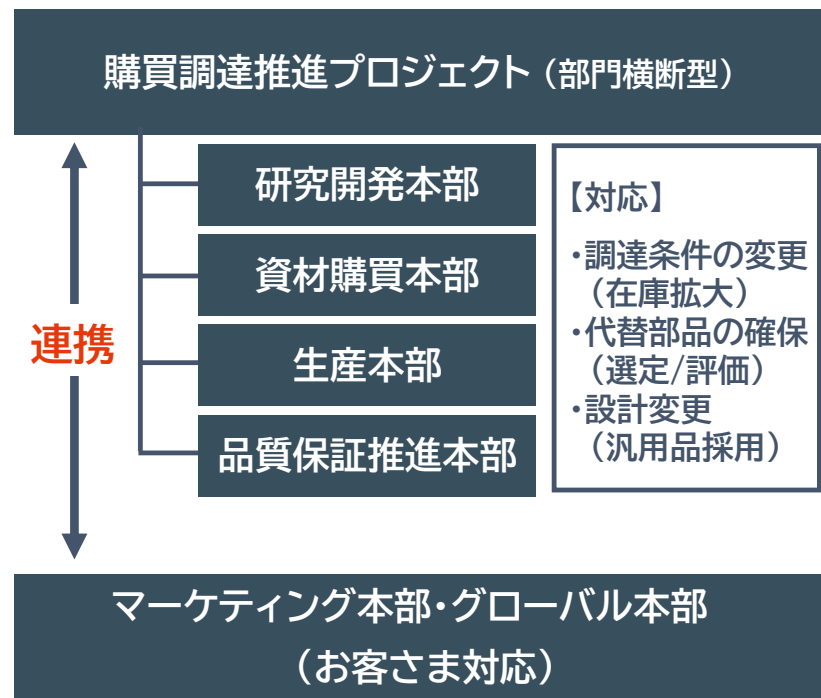 購買調達推進プロジェクト（部門横断型）
連携
研究開発本部
資材購買本部
生産本部
品質保証推進本部
【対応】
・調達条件の変更
（在庫拡大）
・代替部品の確保
（選定/評価）
・設計変更
（汎用品採用）
マーケティング本部・グローバル本部
（お客さま対応）